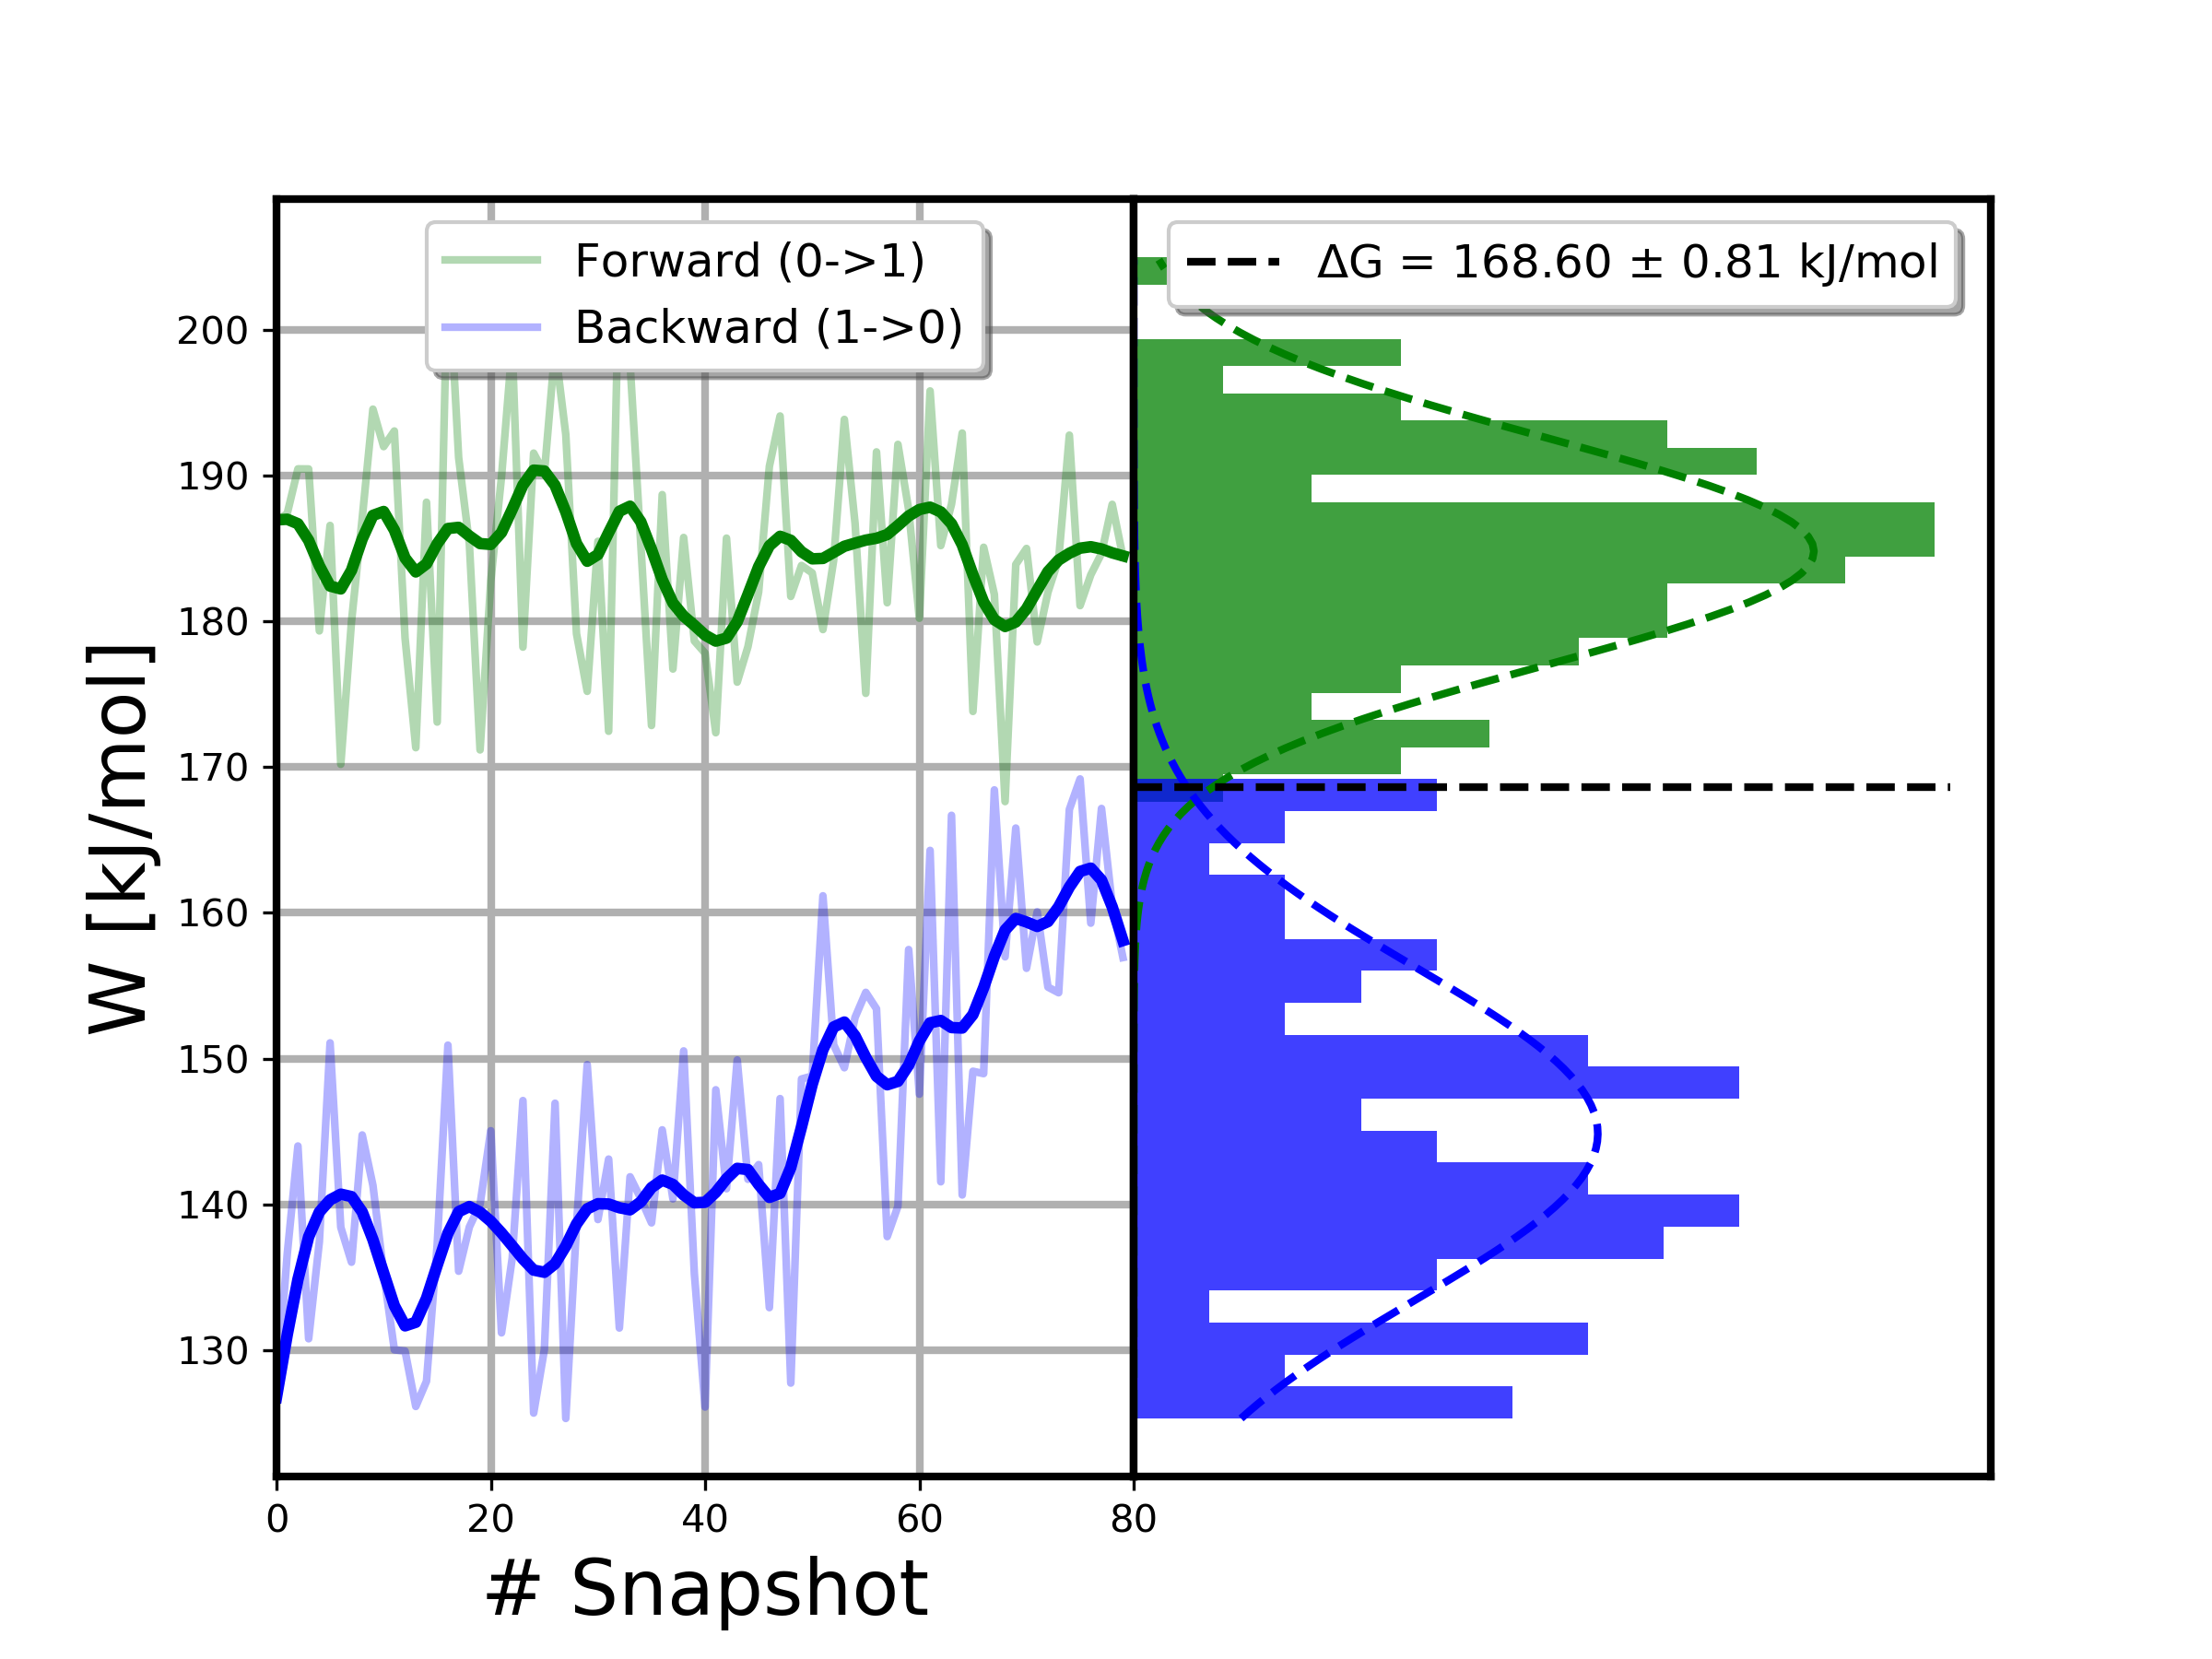 Forward (0->1)
Backward (1->0)
ΔG = 168.60 ± 0.81 kJ/mol
W [kJ/mol]
200
190
180
170
160
150
140
130
0 20 40 60 80
# Snapshot